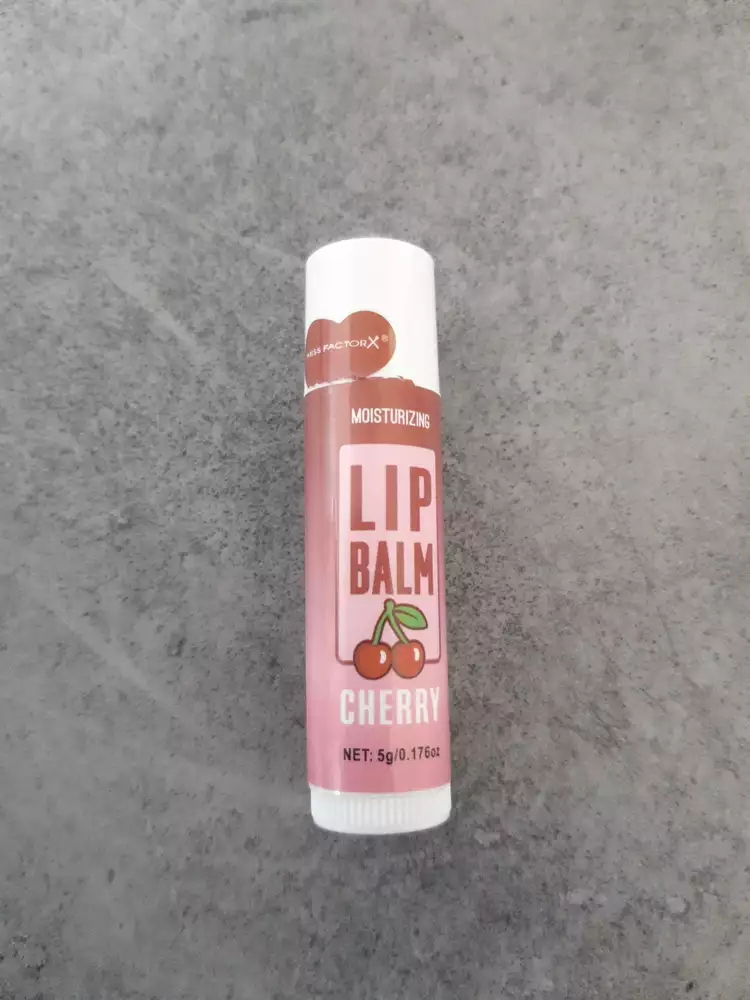 FACTORX®
MOISTURIZING
LIP
BALM
CHERRY
NET: 5g/0.176oz